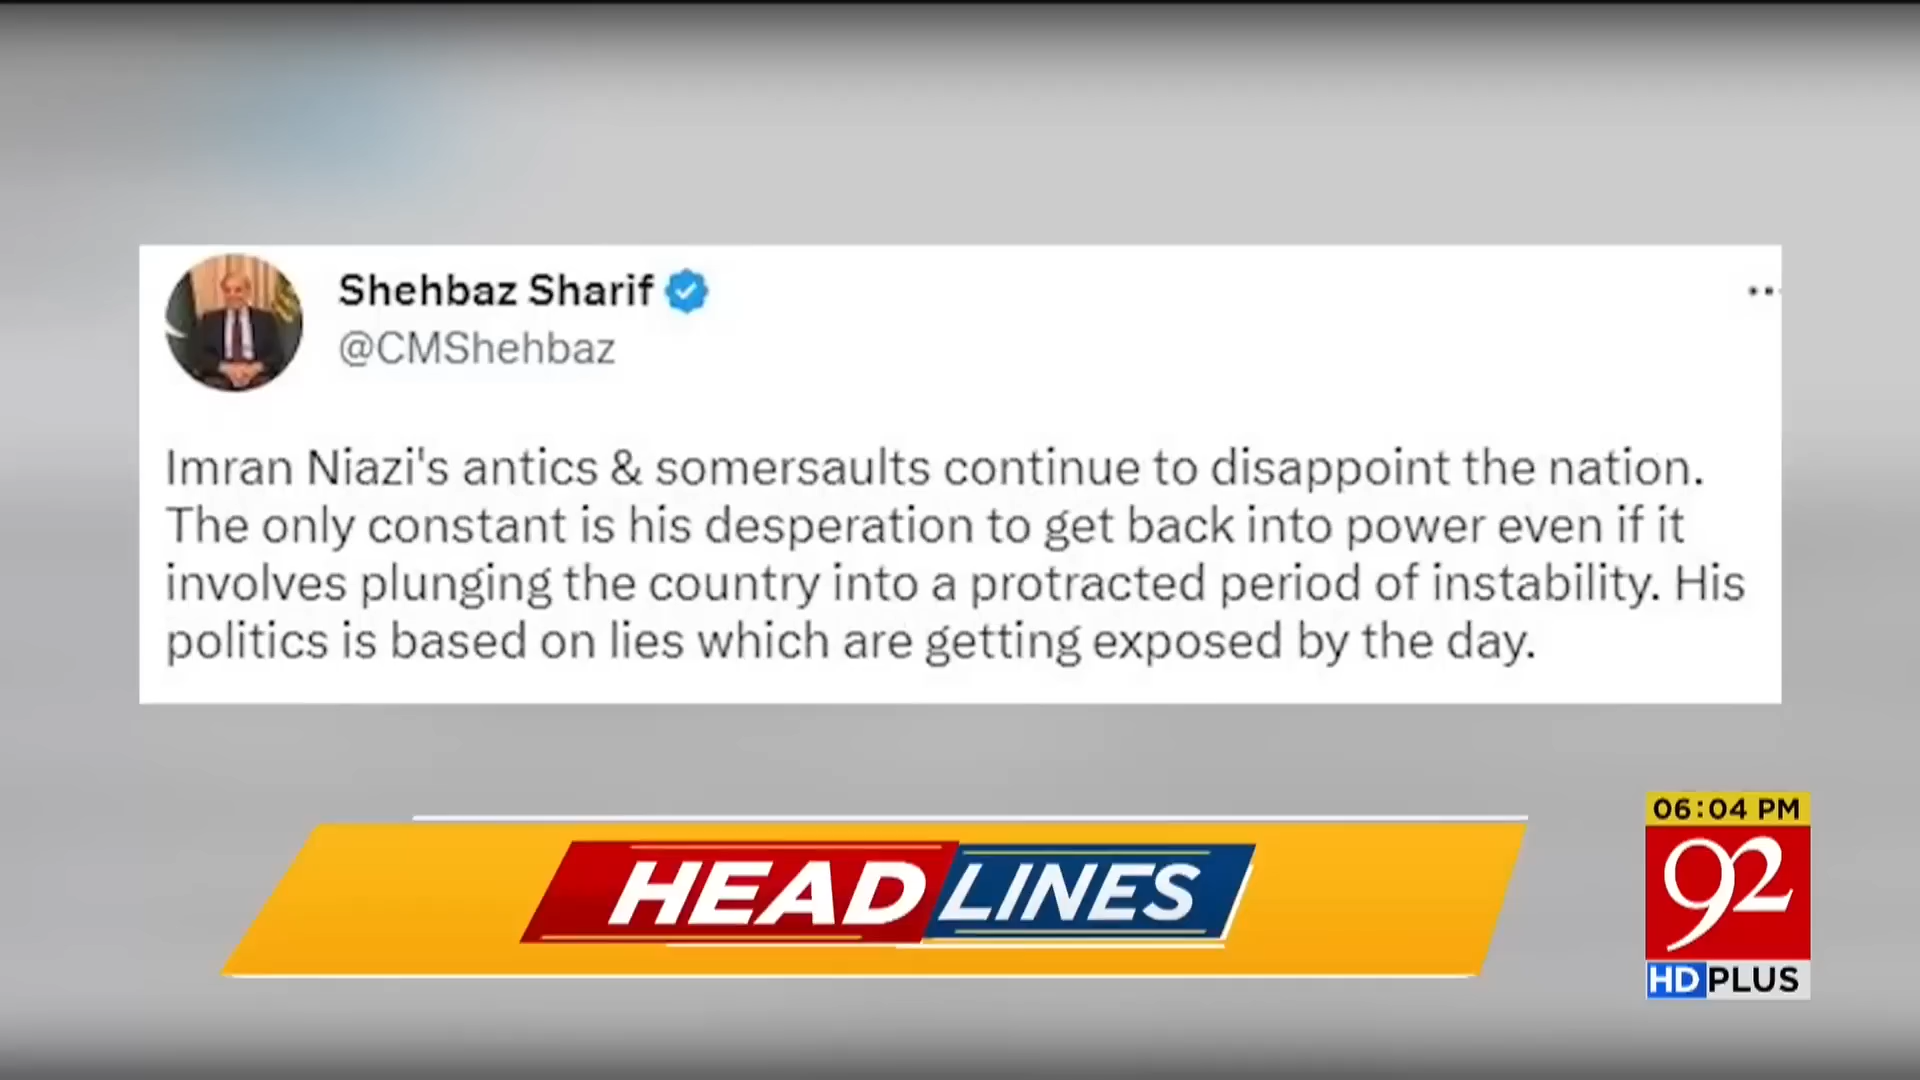 Shehbaz Sharif
@CMShehbaz
Imran Niazi's antics & somersaults continue to disappoint the nation.
The only constant is his desperation to get back into power even if it
involves plunging the country into a protracted period of instability. His
politics is based on lies which are getting exposed by the day.
HEADLINES
06:04 PM
92
HD PLUS